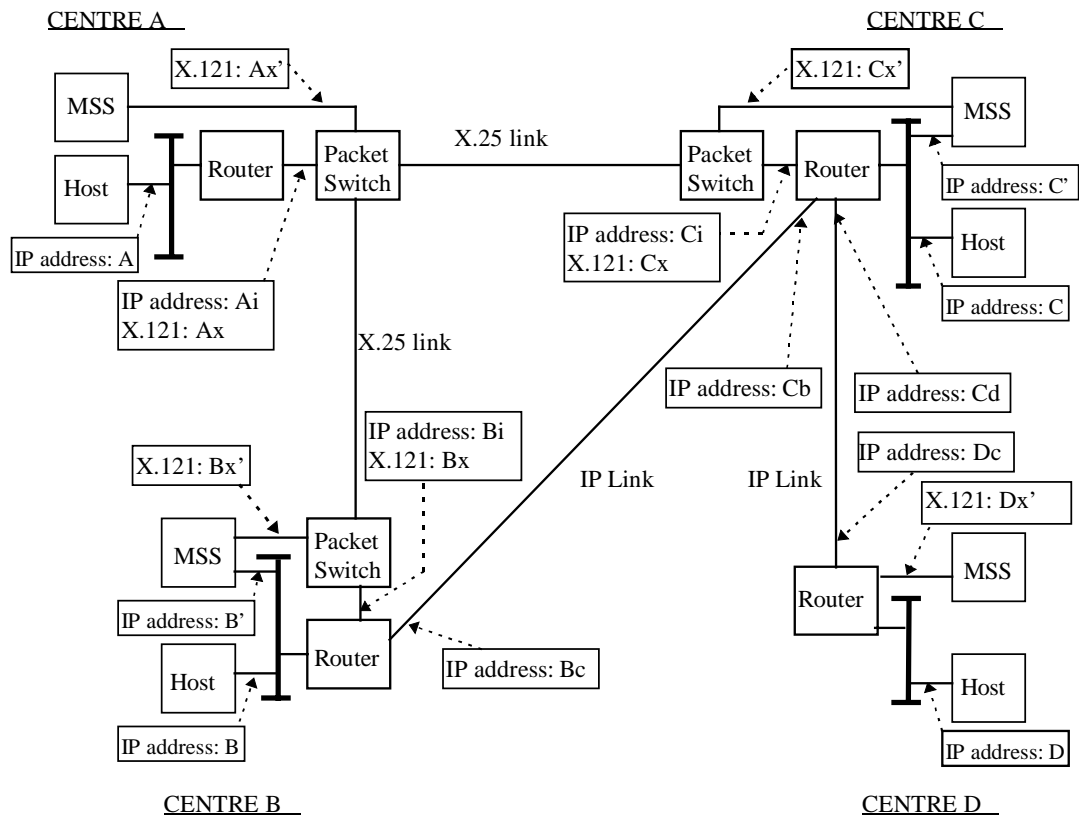 CENTRE A
CENTRE C
X.121: Ax’
X.121: Cx’
MSS
MSS
Router
Packet
Switch
X.25 link
Packet
Switch
Router
Host
IP address: C’
IP address: A
IP address: Ci
X.121: Cx
Host
IP address: Ai
X.121: Ax
IP address: C
X.25 link
IP address: Cb
IP address: Cd
IP address: Bi
X.121: Bx
IP address: Dc
X.121: Bx’
IP Link
IP Link
X.121: Dx’
MSS
Packet
Switch
MSS
IP address: B’
Router
Router
IP address: Bc
Host
Host
IP address: B
IP address: D
CENTRE B
CENTRE D